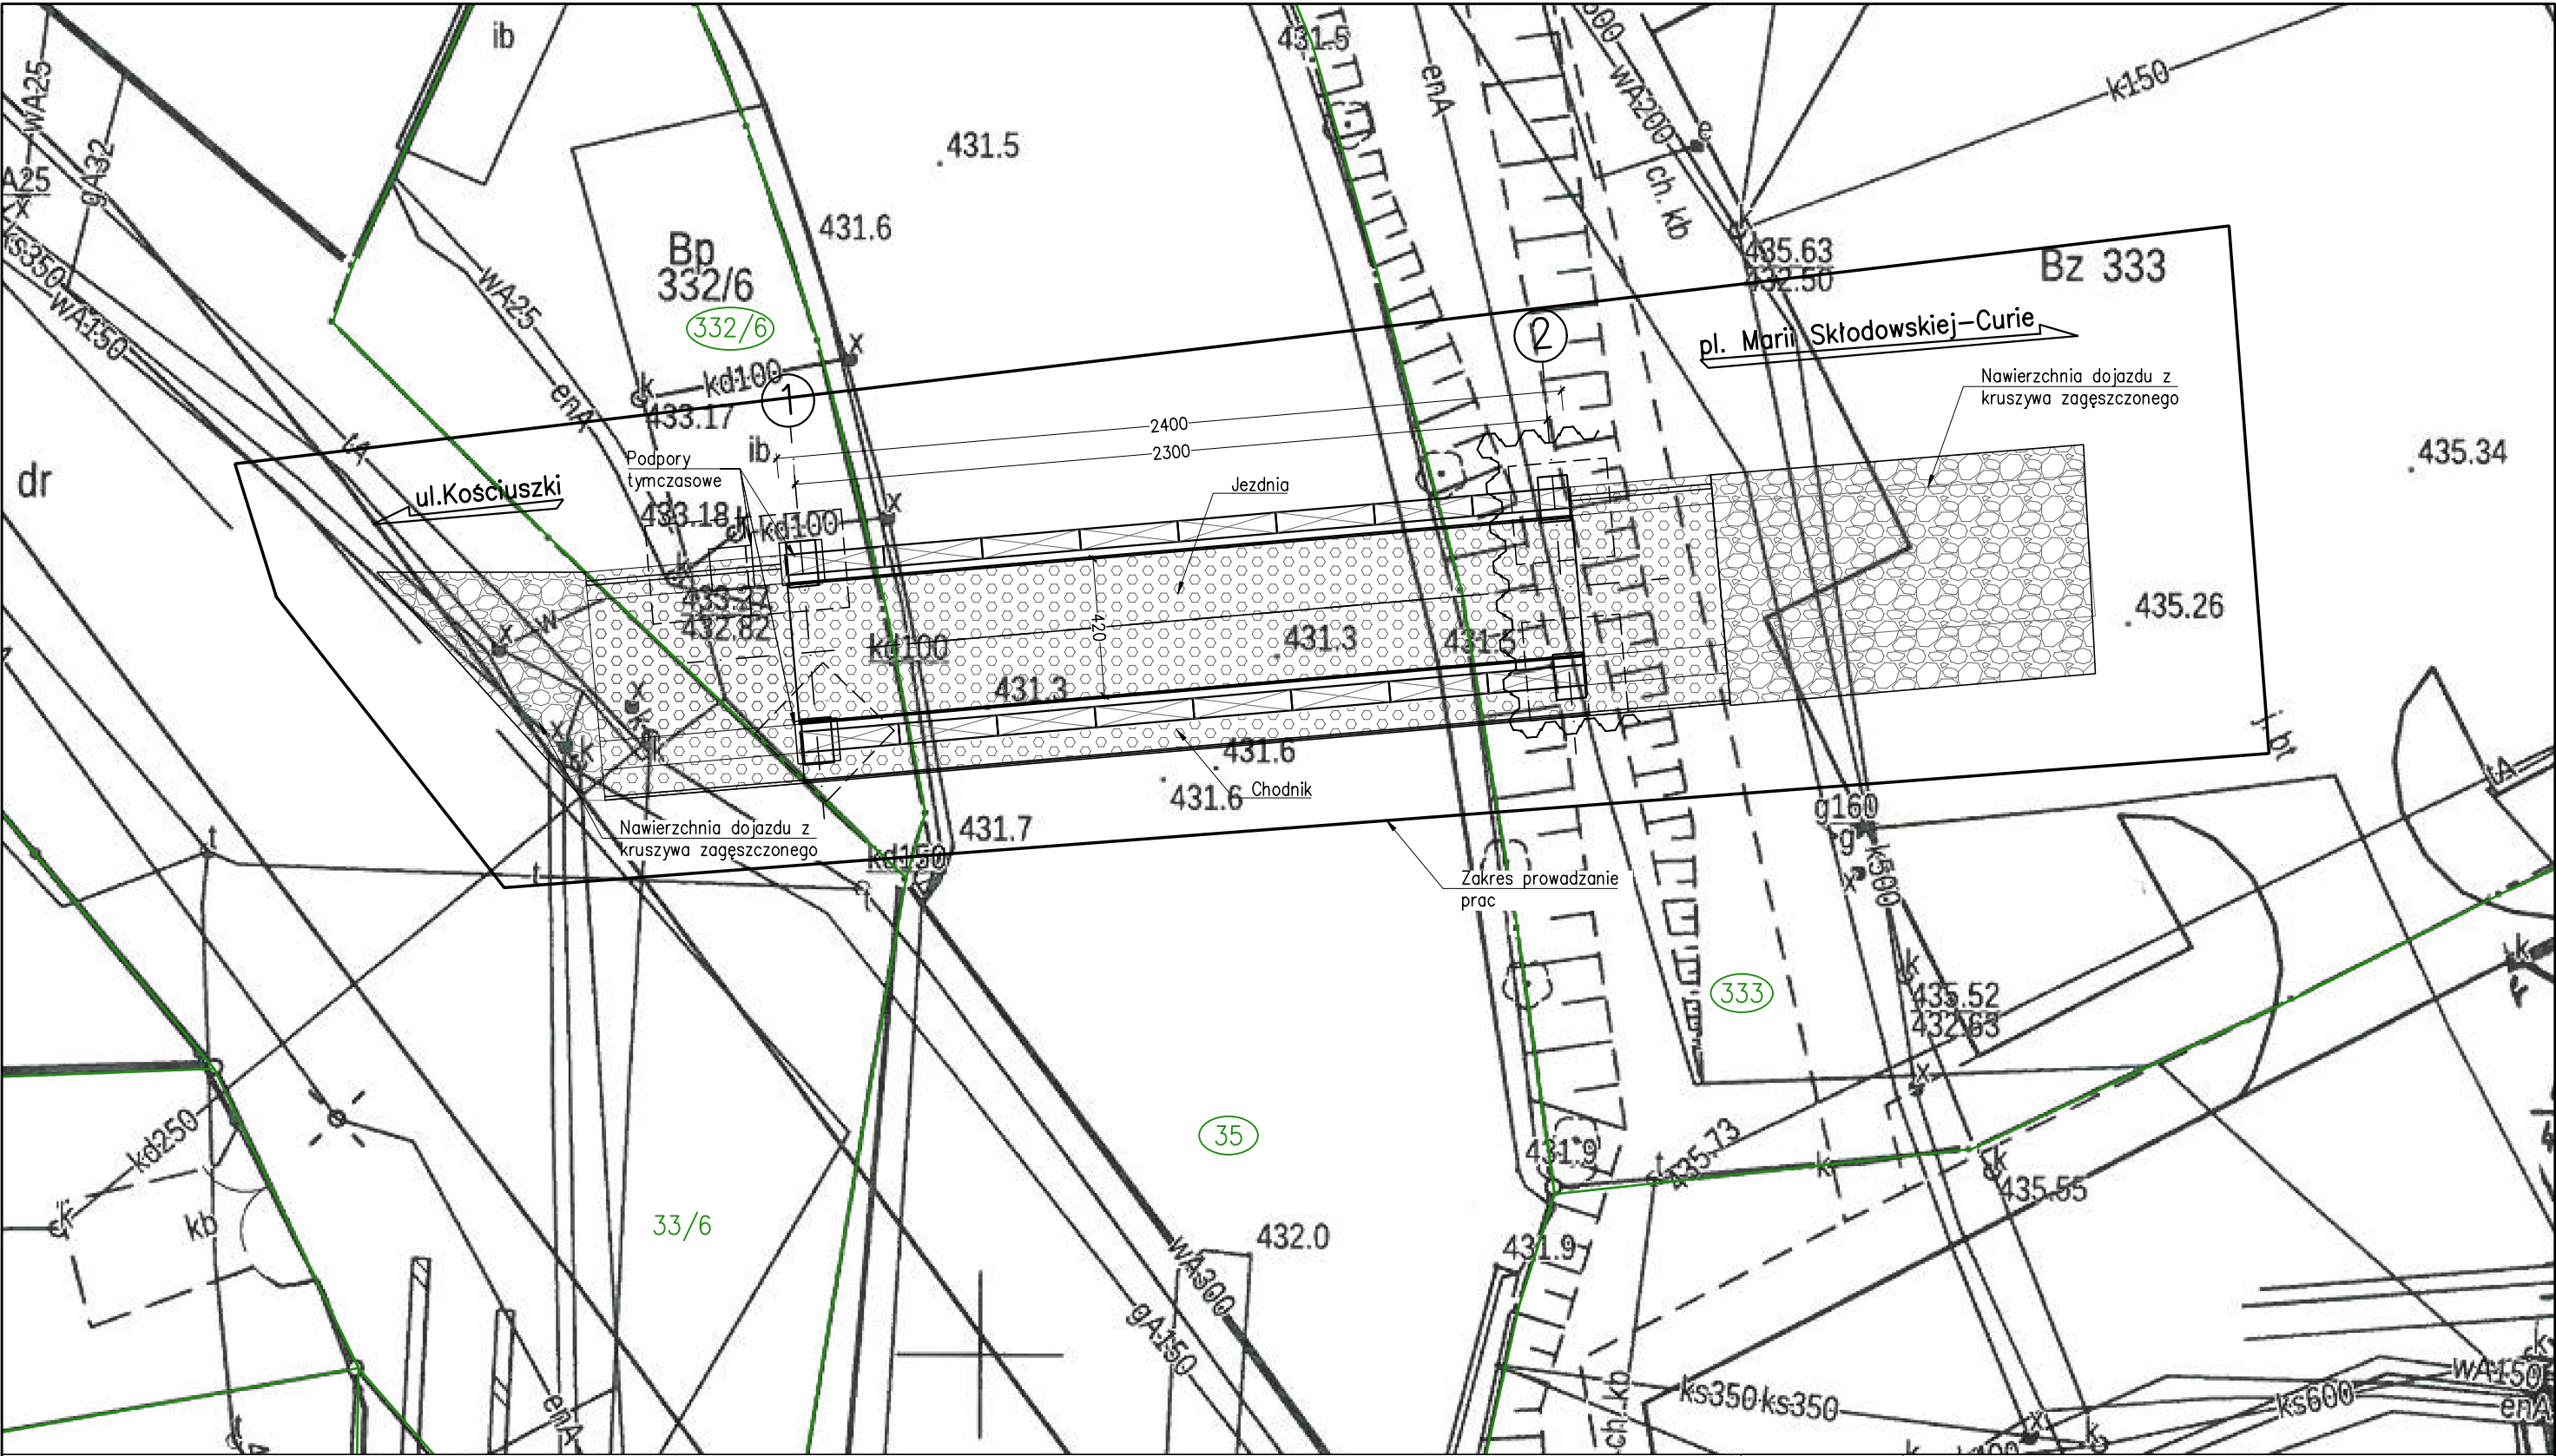 ib
431.5
wA25
gA32
A25
x
ks350
wA150
wA25
enA
431.5
431.6
Bp
332/6
332/6
kd100
x
k
433.17
ib
enA
600
wA200
e
ch. kb
k150
k
435.63
432.50
Bz 333
pl. Marii Skłodowskiej-Curie
Nawierzchnia dojazdu z
kruszywa zagęszczonego
1
2
2400
2300
Podpory
tymczasowe
Jezdnia
dr
tA
ul.Kościuszki
433.18
k
kd100
x
k
432.82
w
x
x
k
x
k
k
kd100
420
431.3
431.3
431.5
435.34
435.26
431.6
431.6
Chodnik
431.7
Nawierzchnia dojazdu z
kruszywa zagęszczonego
kd150
t
t
t
Zakres prowadzanie
prac
g160
g
x
k500
tA
k
435.52
432.63
x
333
35
33/6
kd250
k
kb
431.9
t
435.73
k
k
435.55
432.0
431.9
wA300
gA150
enA
t
ch. kb
ks350
ks350
x
k
ks600
wA150
enA
k
k